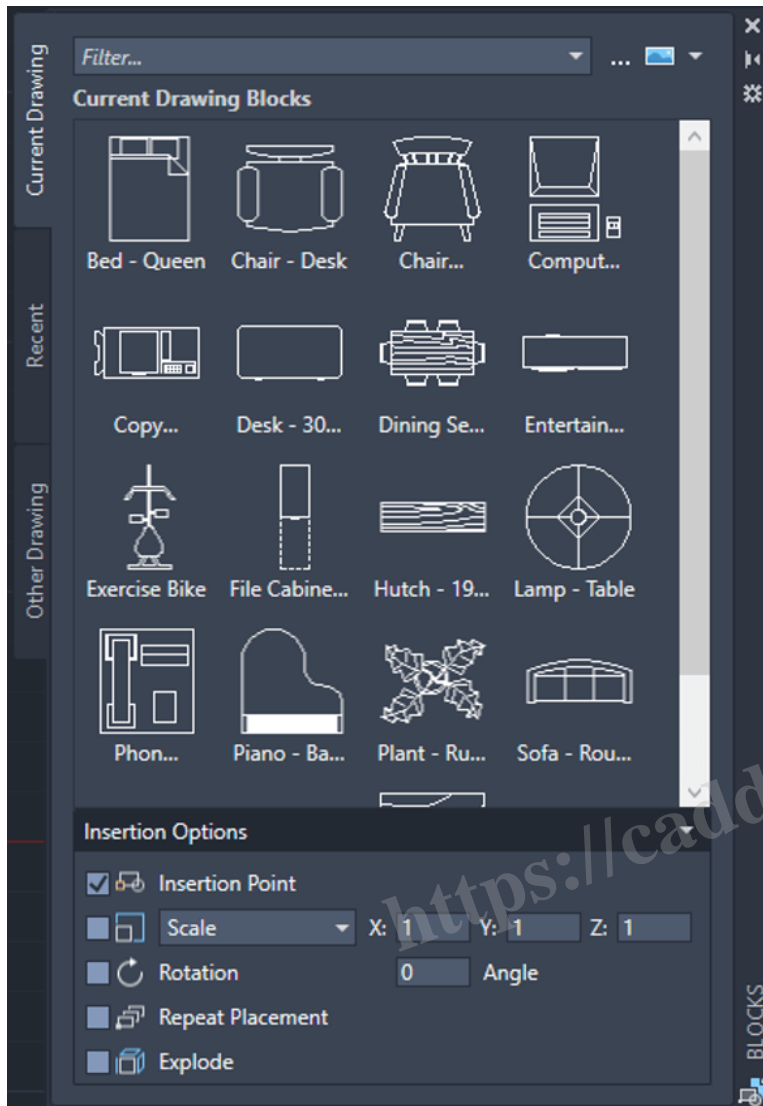 Current Drawing
Recent
Other Drawing
Filter...
...
Current Drawing Blocks
Bed - Queen Chair - Desk Chair... Comput...
Copy... Desk - 30... Dining Se... Entertain...
Exercise Bike File Cabine... Hutch - 19... Lamp - Table
Phon... Piano - Ba... Plant - Ru... Sofa - Rou...
Insertion Options
Insertion Point
Scale X: 1 Y: 1 Z: 1
Rotation 0 Angle
Repeat Placement
Explode
BLOCKS
https://cadd